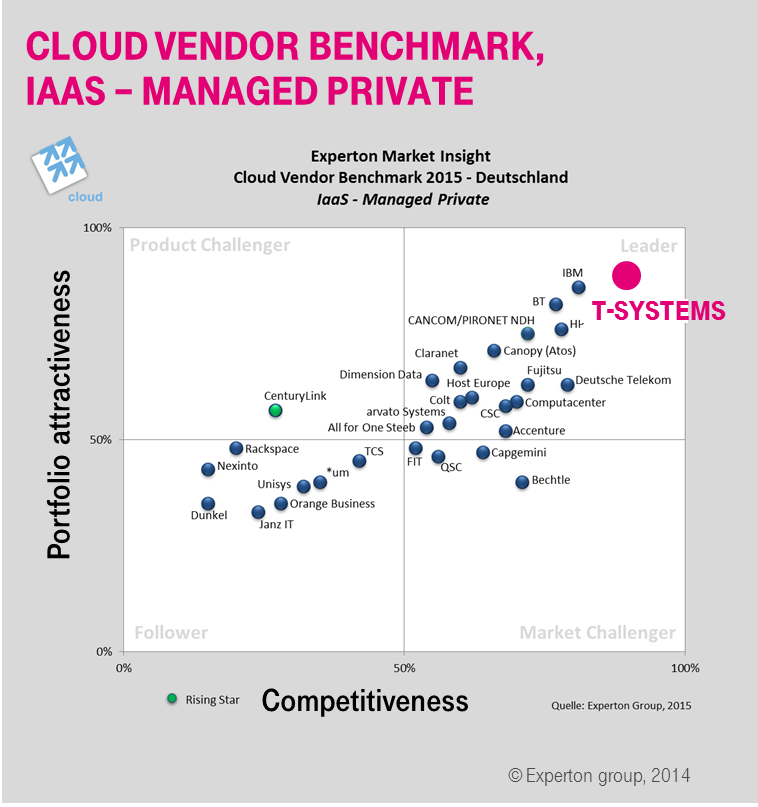 CLOUD VENDOR BENCHMARK,
IAAS – MANAGED PRIVATE
cloud
Experton Market Insight
Cloud Vendor Benchmark 2015 - Deutschland
IaaS - Managed Private
100%
Product Challenger
Leader
IBM
BT
T-SYSTEMS
CANCOM/PIRONET NDH
Claranet
Canopy (Atos)
Dimension Data
Fujitsu
Host Europe
Deutsche Telekom
CenturyLink
Colt
Computacenter
arvato Systems
CSC
All for One Steeb
Accenture
50%
Rackspace
TCS
Capgemini
Nexinto
*um
FIT
QSC
Unisys
Bechtle
Orange Business
Dunkel
Janz IT
Portfolio attractiveness
Follower
Market Challenger
0%
0%
50%
100%
Rising Star
Competitiveness
Quelle: Experton Group, 2015
© Experton group, 2014